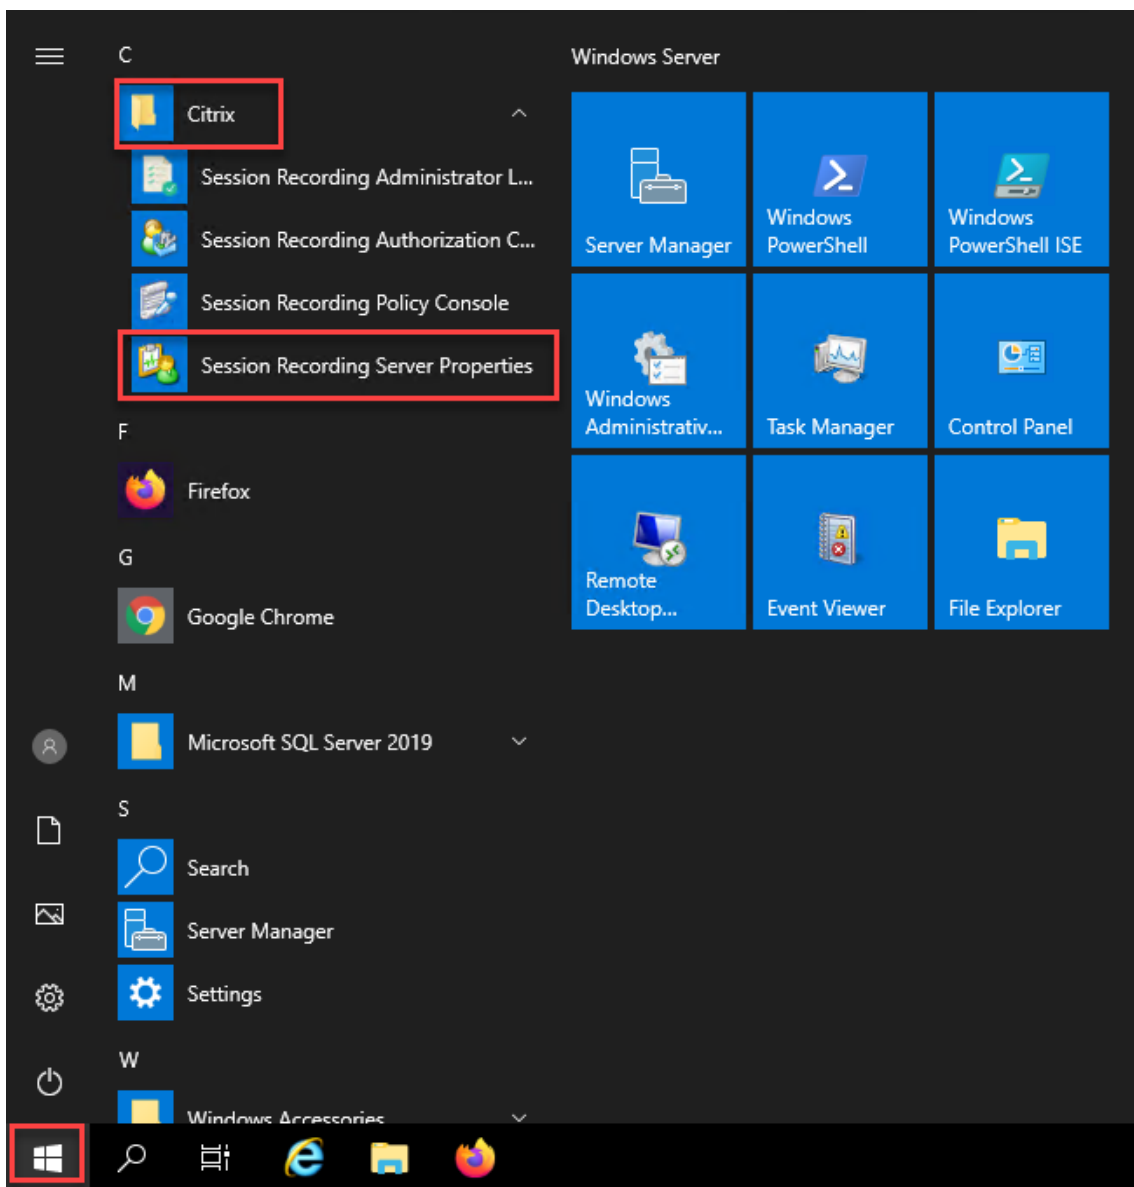 C
Citrix
Session Recording Administrator L...
Session Recording Authorization C...
Session Recording Policy Console
Session Recording Server Properties
F
Firefox
G
Google Chrome
M
Microsoft SQL Server 2019
S
Search
Server Manager
Settings
W
Windows Accessories
Windows Server
Server Manager
Windows
PowerShell
Windows
PowerShell ISE
Windows
Administrativ...
Task Manager
Control Panel
Remote
Desktop...
Event Viewer
File Explorer